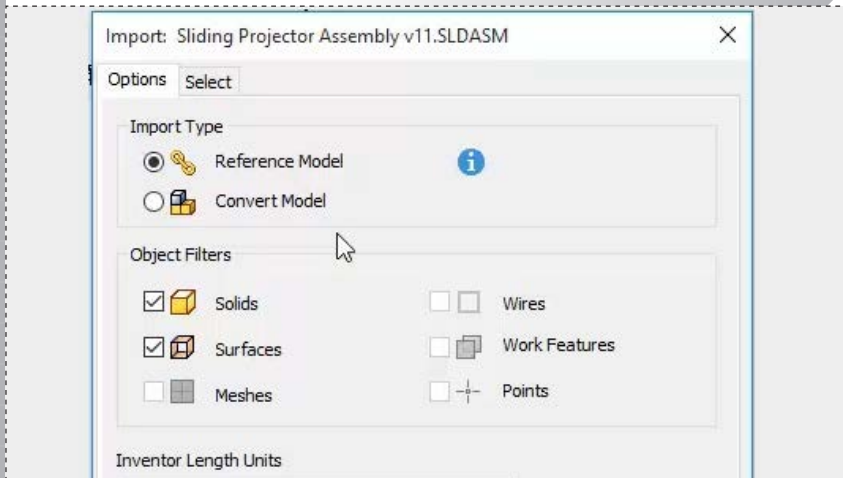 Import: Sliding Projector Assembly v11.SLDASM
Options Select
Import Type
Reference Model
Convert Model
Object Filters
Solids Wires
Surfaces Work Features
Meshes Points
Inventor Length Units